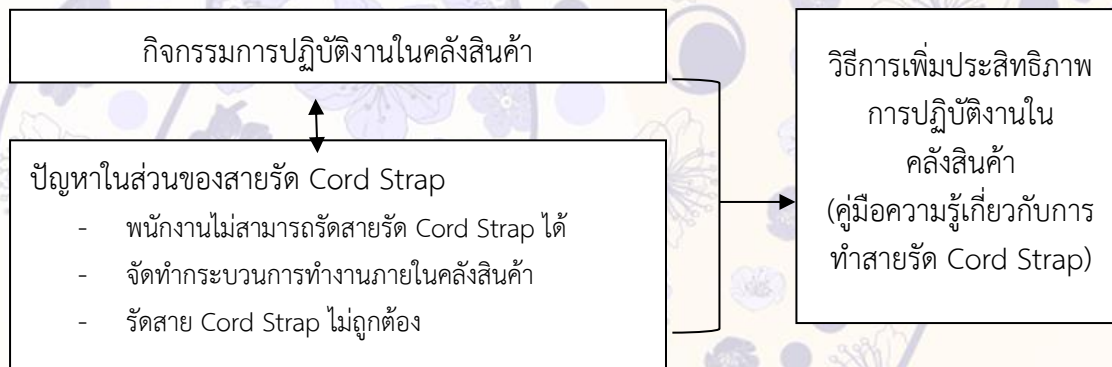 กิจกรรมการปฏิบัติงานในคลังสินค้า
ปัญหาในส่วนของสายรัด Cord Strap
- พนักงานไม่สามารถรัดสายรัด Cord Strap ได้
- จัดทำกระบวนการทำงานภายในคลังสินค้า
- รัดสาย Cord Strap ไม่ถูกต้อง
วิธีการเพิ่มประสิทธิภาพ
การปฏิบัติงานใน
คลังสินค้า
(คู่มือความรู้เกี่ยวกับการ
ทำสายรัด Cord Strap)